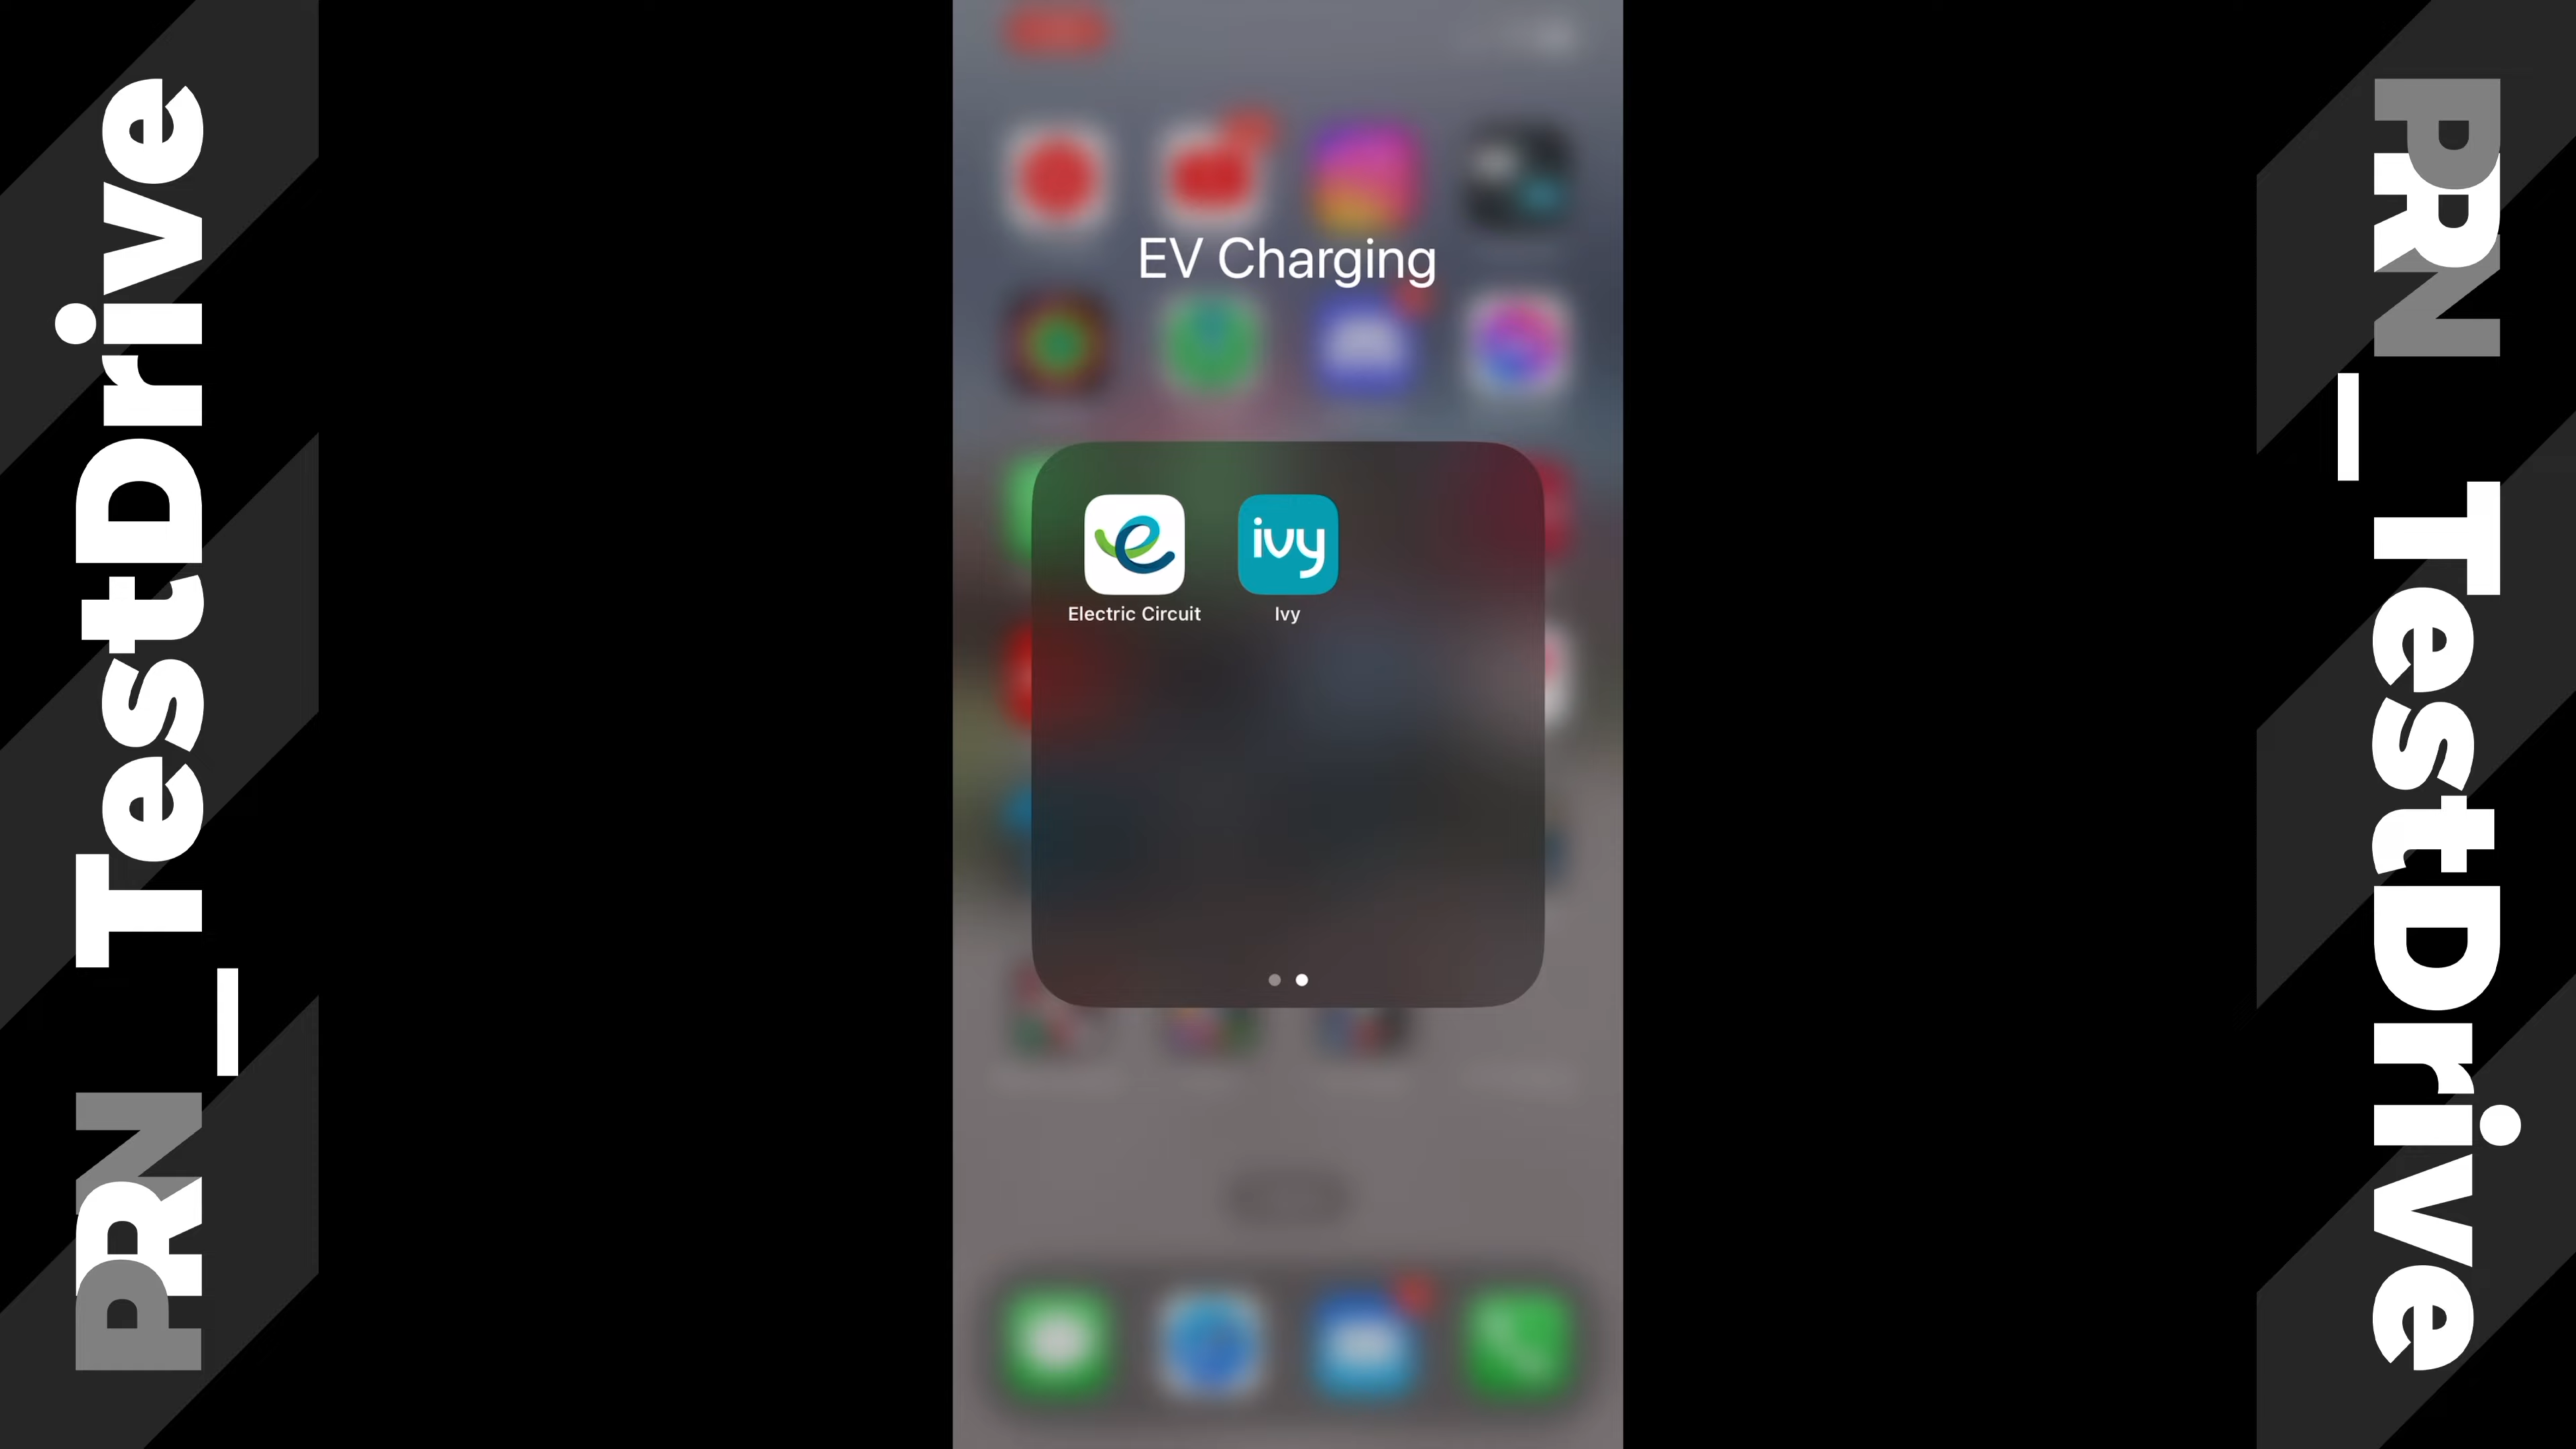 PRN_TestDrive
EV Charging
ivy
Electric Circuit
Ivy
PRN_TestDrive